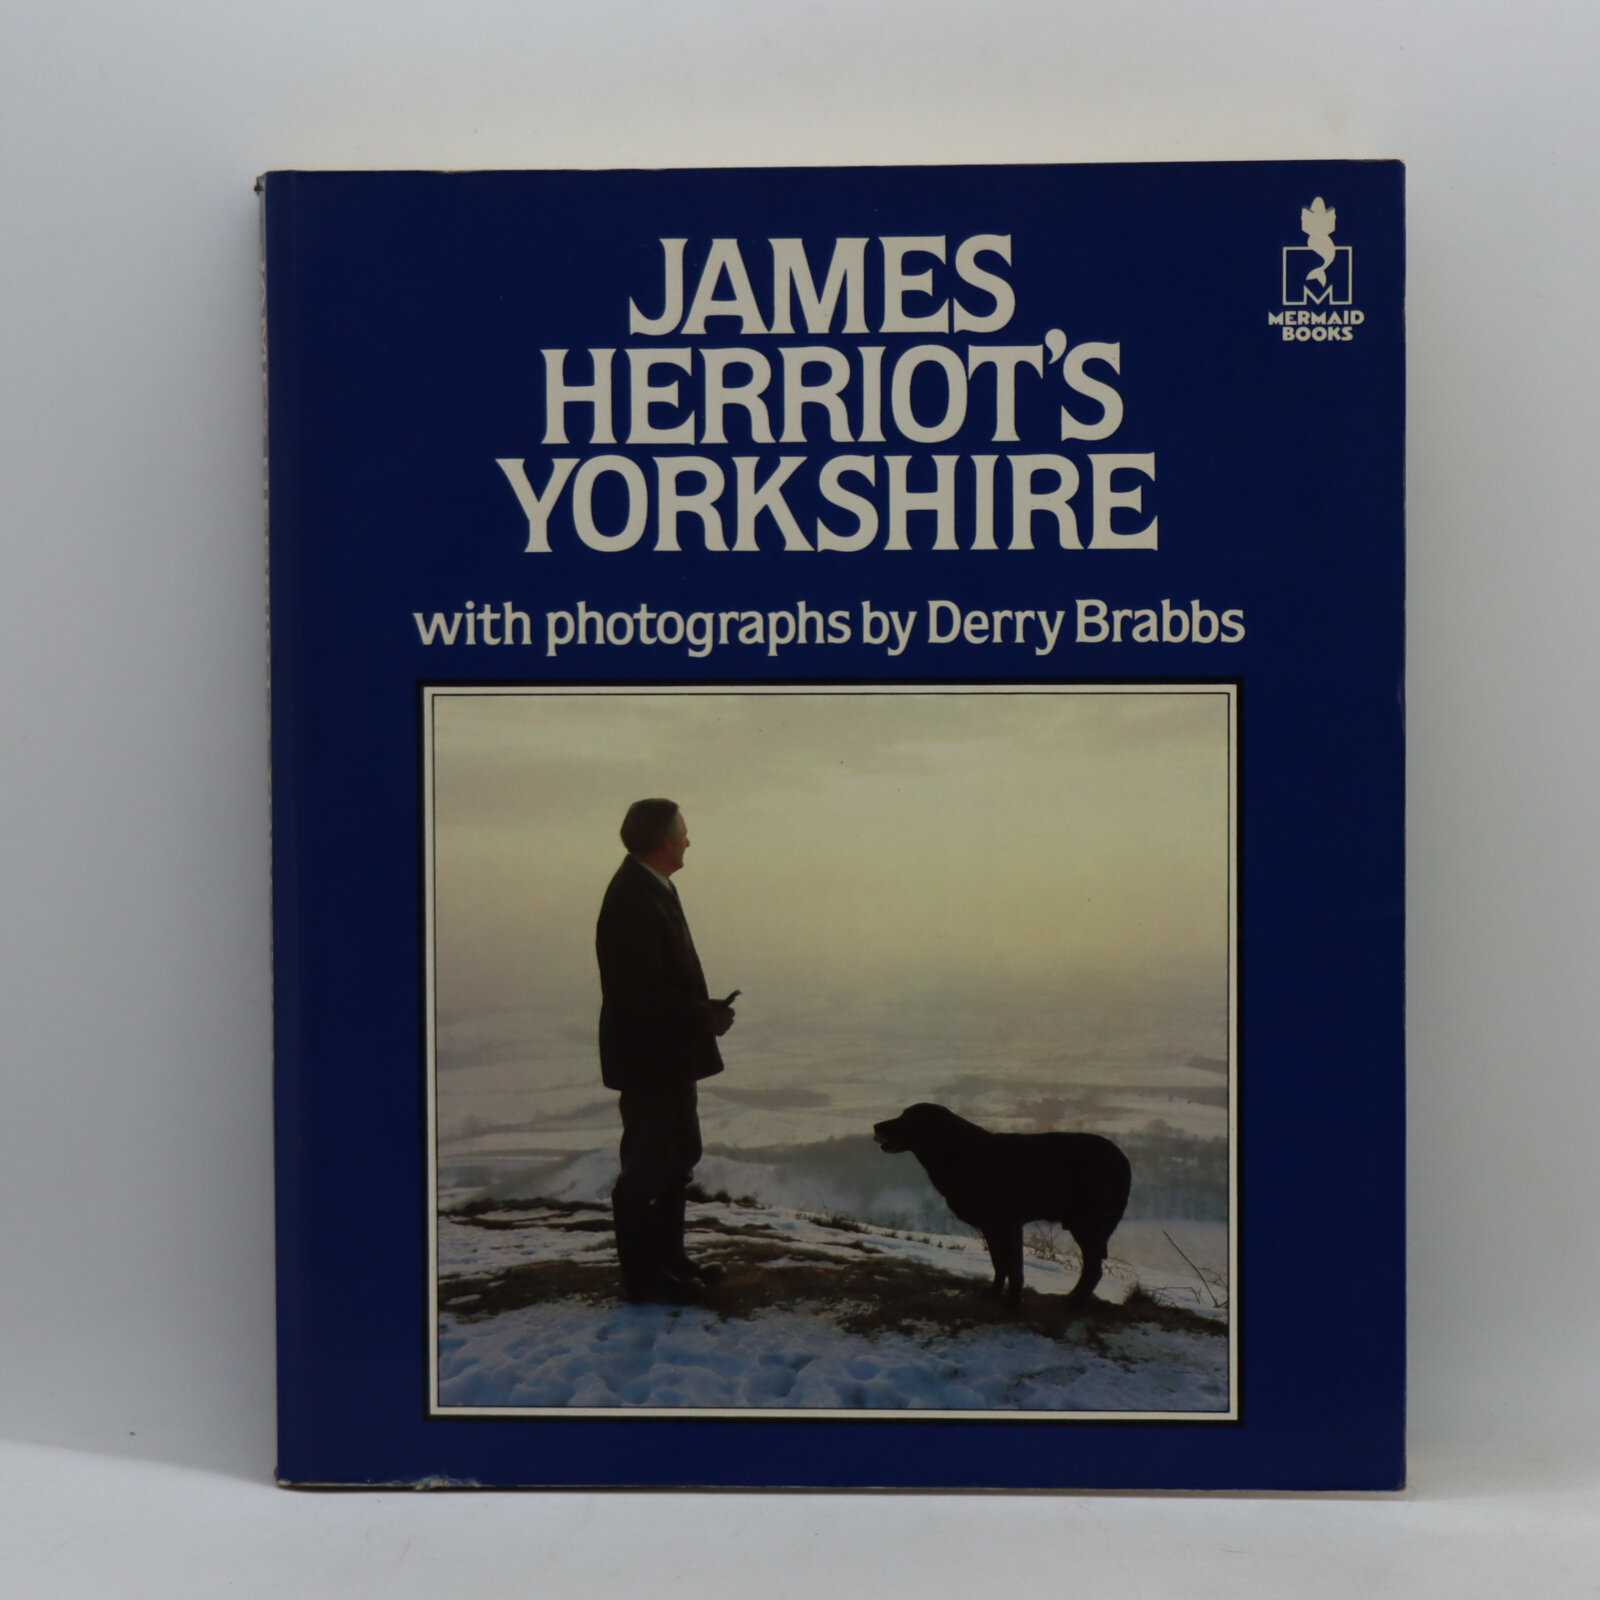 JAMES
HERRIOT'S
YORKSHIRE
with photographs by Derry Brabbs
MERMAID
BOOKS